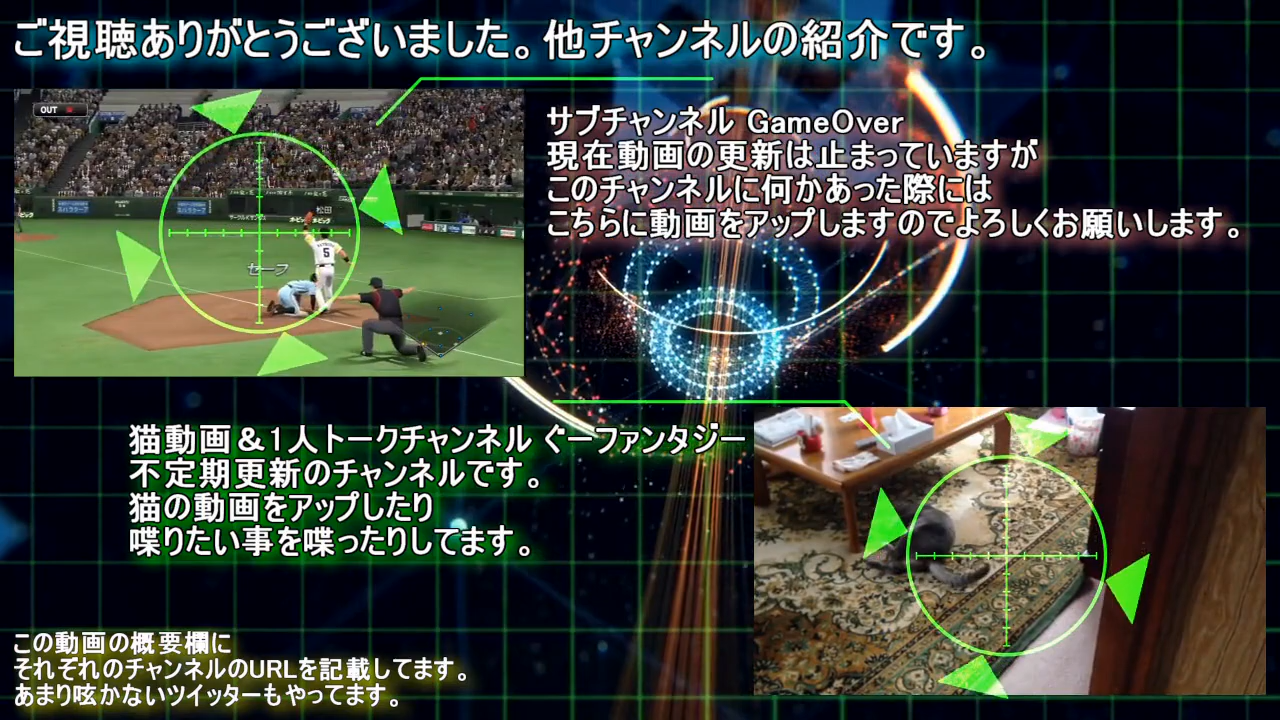 ご視聴ありがとうございました。他チャンネルの紹介です。
OUT
サブチャンネル GameOver
現在動画の更新は止まっていますが
このチャンネルに何かあった際には
こちらに動画をアップしますのでよろしくお願いします。
松田
5
セーフ
猫動画＆1人トークチャンネル ぐーファンタジー
不定期更新のチャンネルです。
猫の動画をアップしたり
喋りたい事を喋ったりしてます。
この動画の概要欄に
それぞれのチャンネルのURLを記載してます。
あまり呟かないツイッターもやってます。